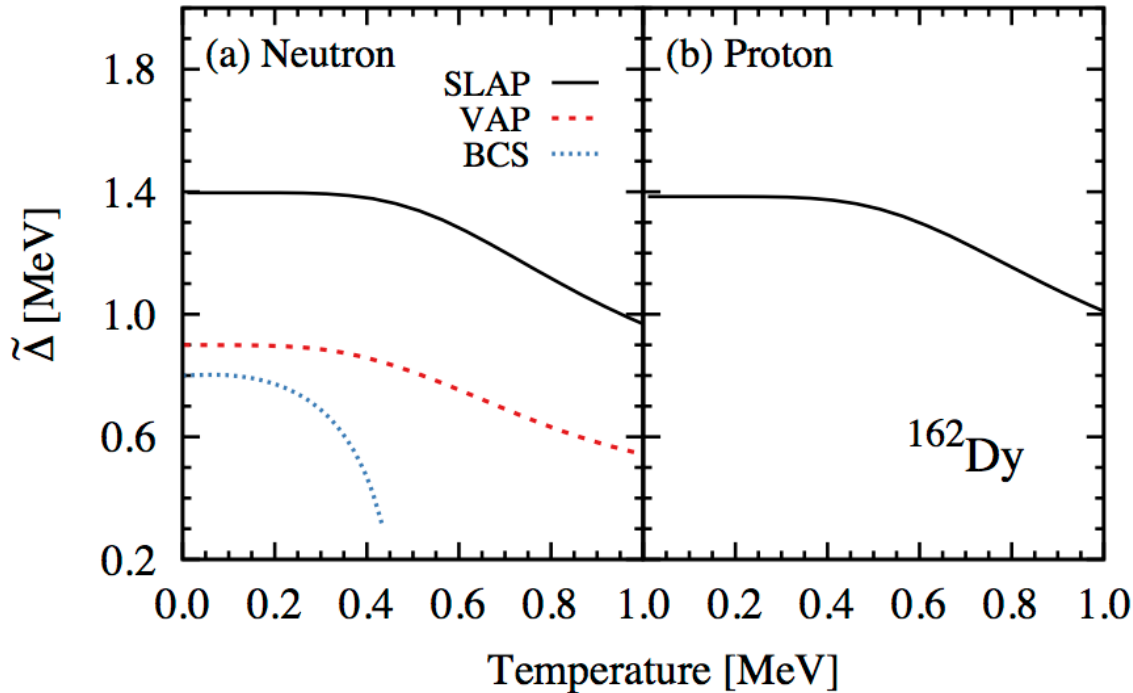 (a) Neutron
(b) Proton
SLAP
VAP
BCS
1.8
1.4
1.0
0.6
0.2
Δ̃ [MeV]
¹⁶²Dy
0.0 0.2 0.4 0.6 0.8 1.0 0.2 0.4 0.6 0.8 1.0
Temperature [MeV]